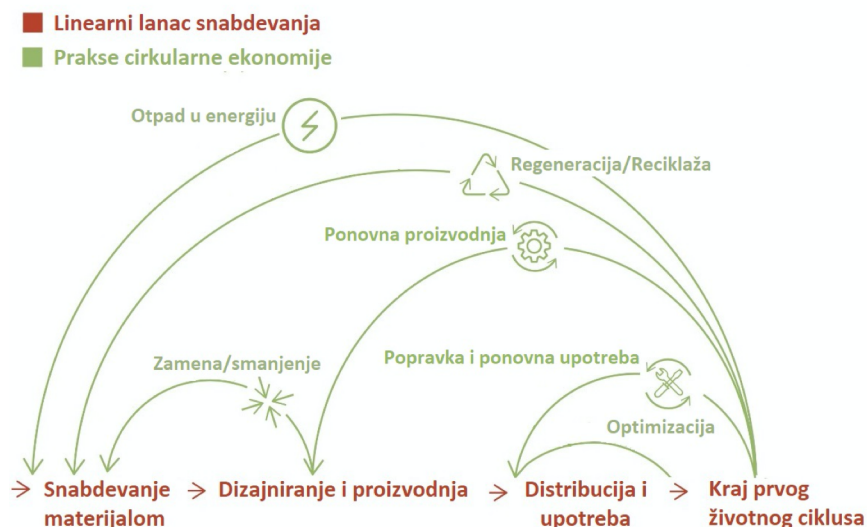 Linearni lanac snabdevanja
Prakse cirkularne ekonomije
Otpad u energiju
Regeneracija/Reciklaža
Ponovna proizvodnja
Zamena/smanjenje
Popravka i ponovna upotreba
Optimizacija
Snabdevanje
materijalom
Dizajniranje i proizvodnja
Distribucija i
upotreba
Kraj prvog
životnog ciklusa